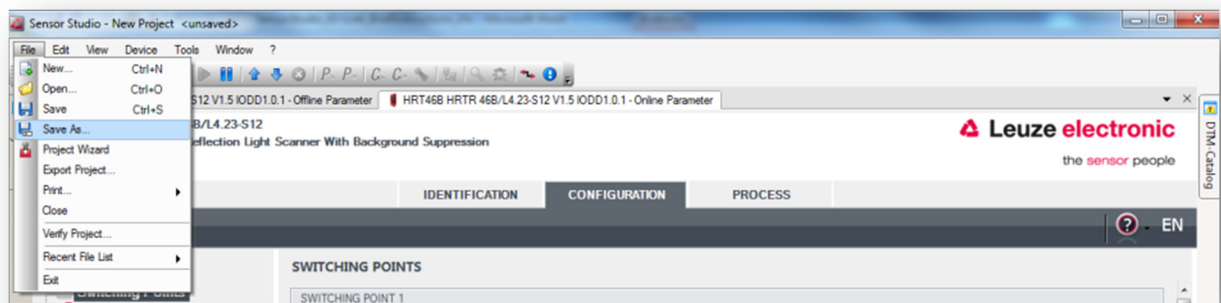 Sensor Studio - New Project <unsaved>
File Edit View Device Tools Window ?
New... Ctrl+N
Open... Ctrl+O
Save Ctrl+S
Save As...
Project Wizard
Export Project...
Print...
Close
Verify Project...
Recent File List
Exit
S12 V1.5 IODD1.0.1 - Offline Parameter HRT46B HRTR 46B/L4.23-S12 V1.5 IODD1.0.1 - Online Parameter
B/L4.23-S12
eflection Light Scanner With Background Suppression
Leuze electronic
the sensor people
DTM-Catalog
IDENTIFICATION CONFIGURATION PROCESS
? EN
SWITCHING POINTS
Switching Points
SWITCHING POINT 1